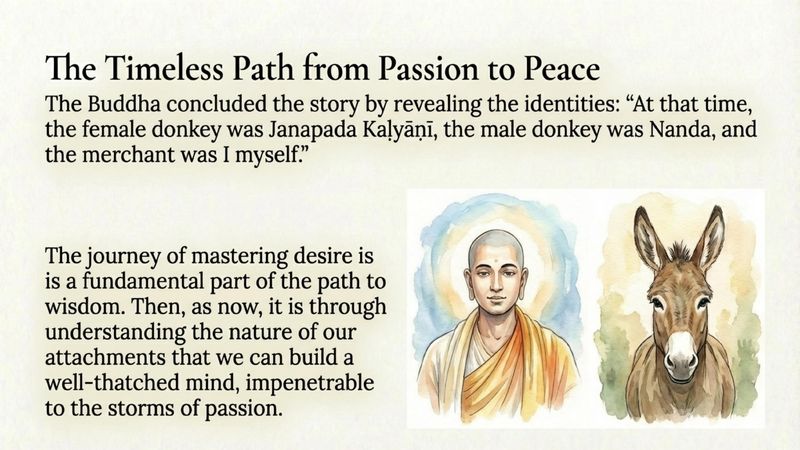 The Timeless Path from Passion to Peace
The Buddha concluded the story by revealing the identities: “At that time,
the female donkey was Janapada Kaḷyāṇī, the male donkey was Nanda, and
the merchant was I myself.”
The journey of mastering desire is
is a fundamental part of the path to
wisdom. Then, as now, it is through
understanding the nature of our
attachments that we can build a
well-thatched mind, impenetrable
to the storms of passion.